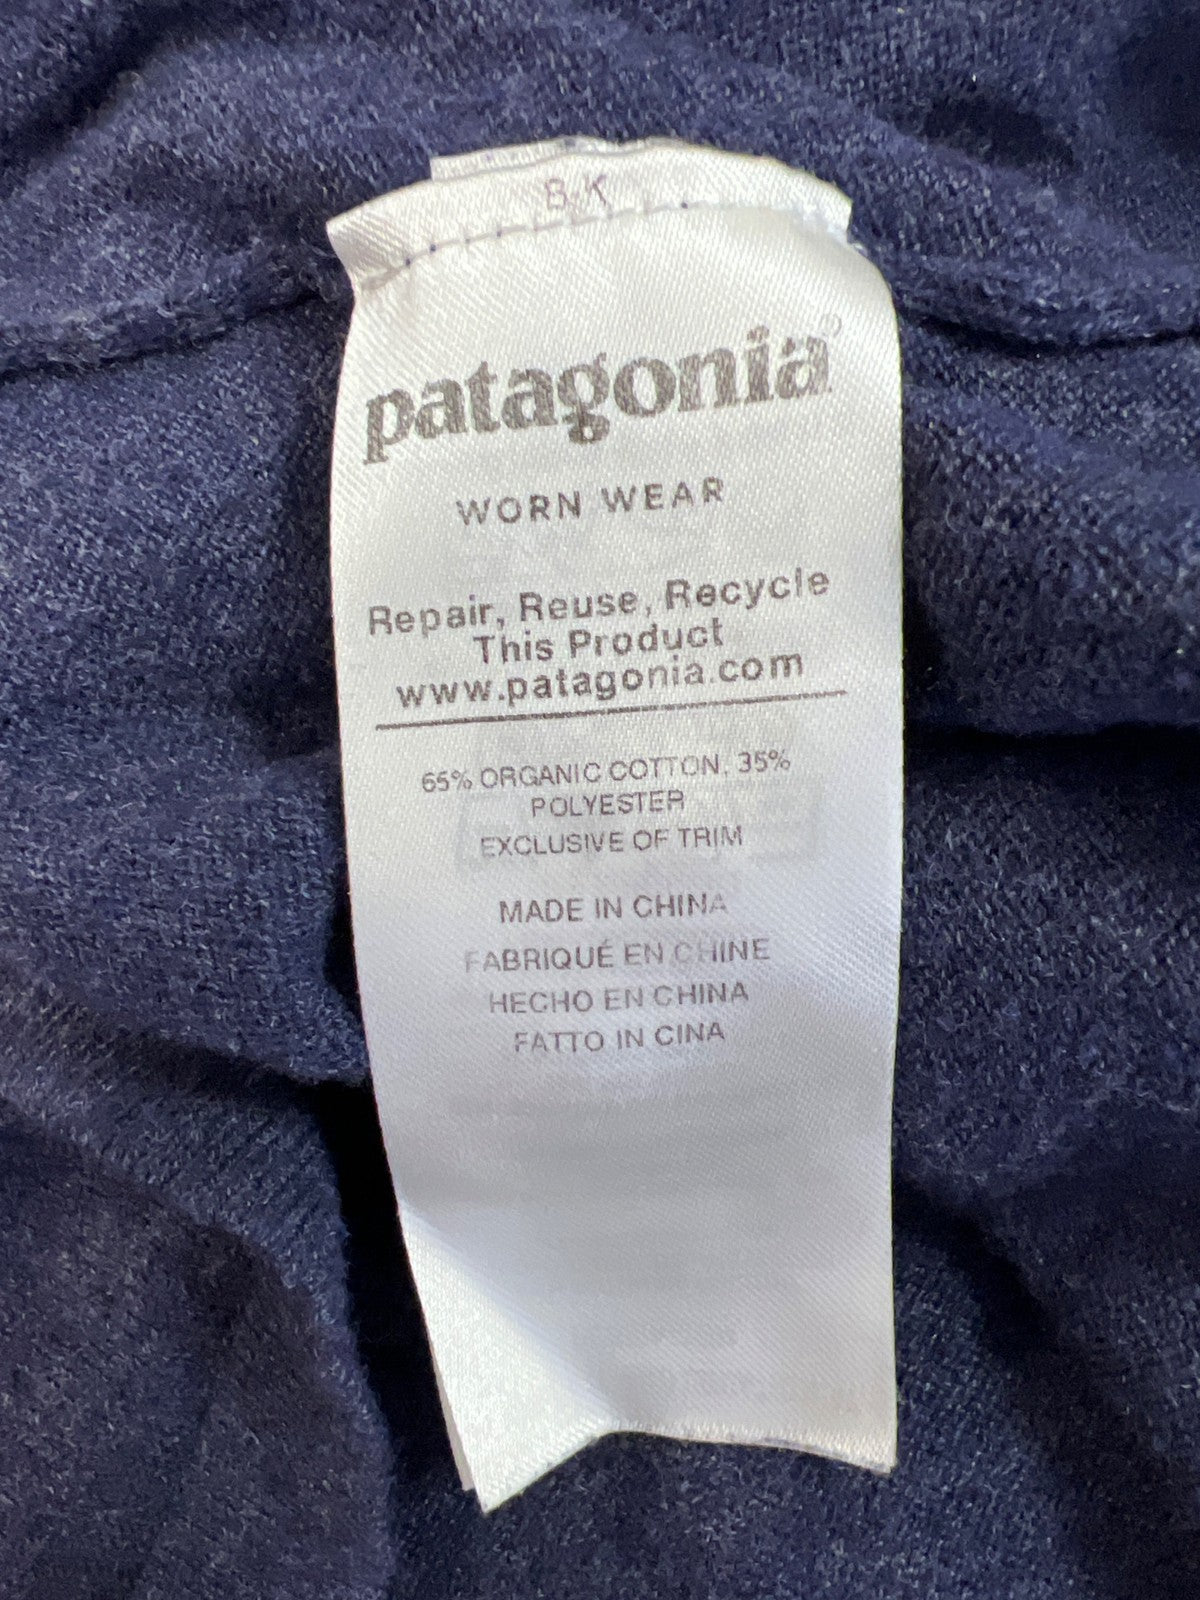 8-K
patagonia®
WORN WEAR
Repair, Reuse, Recycle
This Product
www.patagonia.com
65% ORGANIC COTTON, 35%
POLYESTER
EXCLUSIVE OF TRIM
MADE IN CHINA
FABRIQUÉ EN CHINE
HECHO EN CHINA
FATTO IN CINA